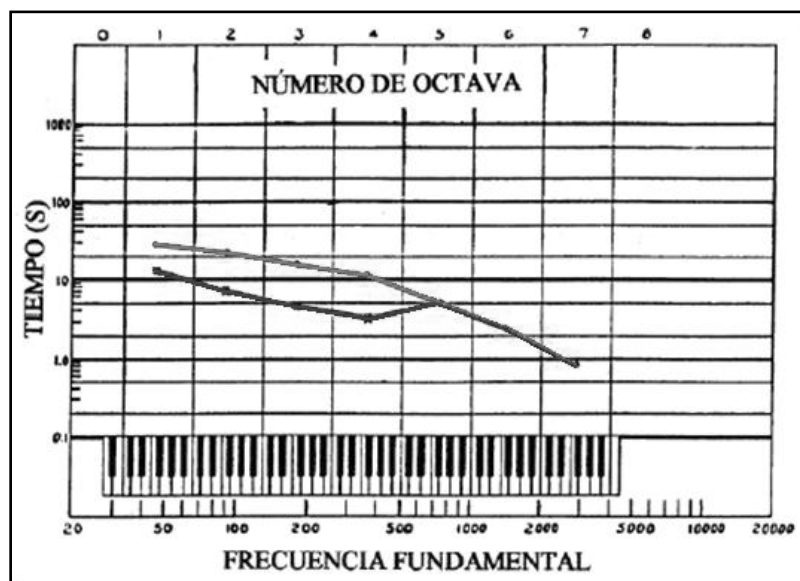 0 1 2 3 4 5 6 7 8
NÚMERO DE OCTAVA
1000
100
10
1.0
0.1
TIEMPO (S)
20 50 100 200 500 1000 2000 5000 10000 20000
FRECUENCIA FUNDAMENTAL